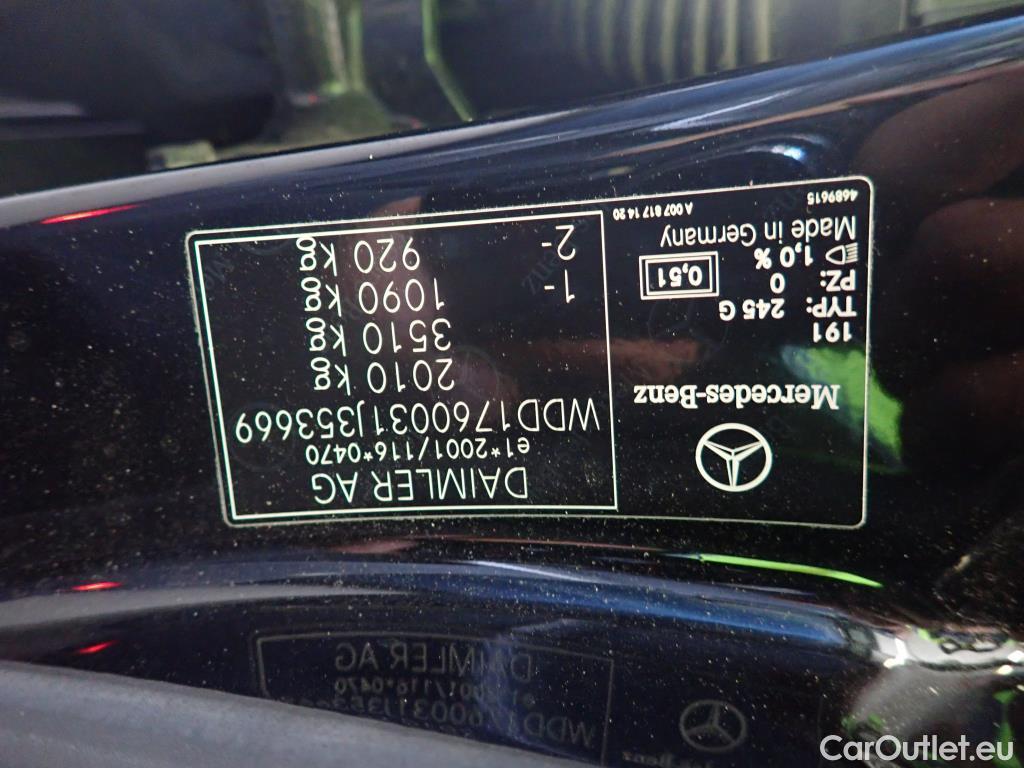 Mercedes-Benz
191
TYP: 245 G
PZ: 0
1,0 %
0,51
Made in Germany
4689615
A 007 817 14 20
DAIMLER AG
e1*2001/116*0470
WDD1760031J353669
2010 kg
3510 kg
1- 1090 kg
2- 920 kg
DAIMLER AG
CarOutlet.eu